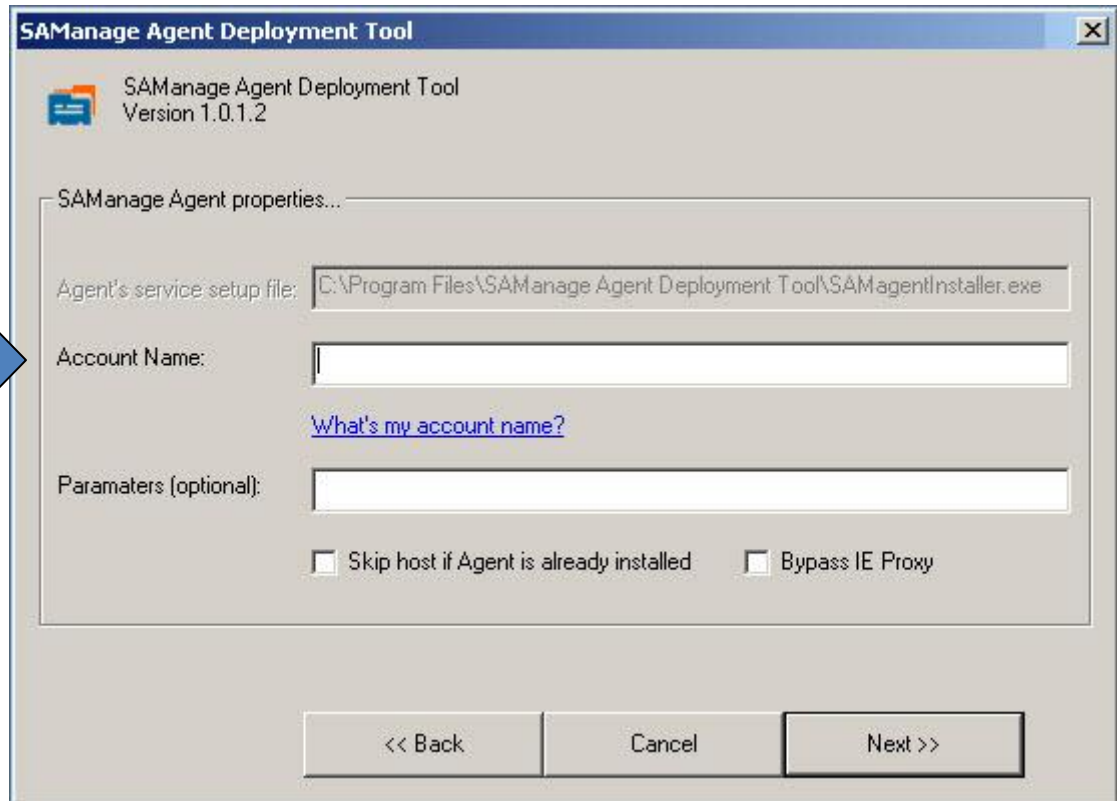 SAManage Agent Deployment Tool
SAManage Agent Deployment Tool
Version 1.0.1.2
SAManage Agent properties...
Agent's service setup file: C:\Program Files\SAManage Agent Deployment Tool\SAMagentInstaller.exe
Account Name:
What's my account name?
Paramaters (optional):
Skip host if Agent is already installed Bypass IE Proxy
<< Back Cancel Next >>